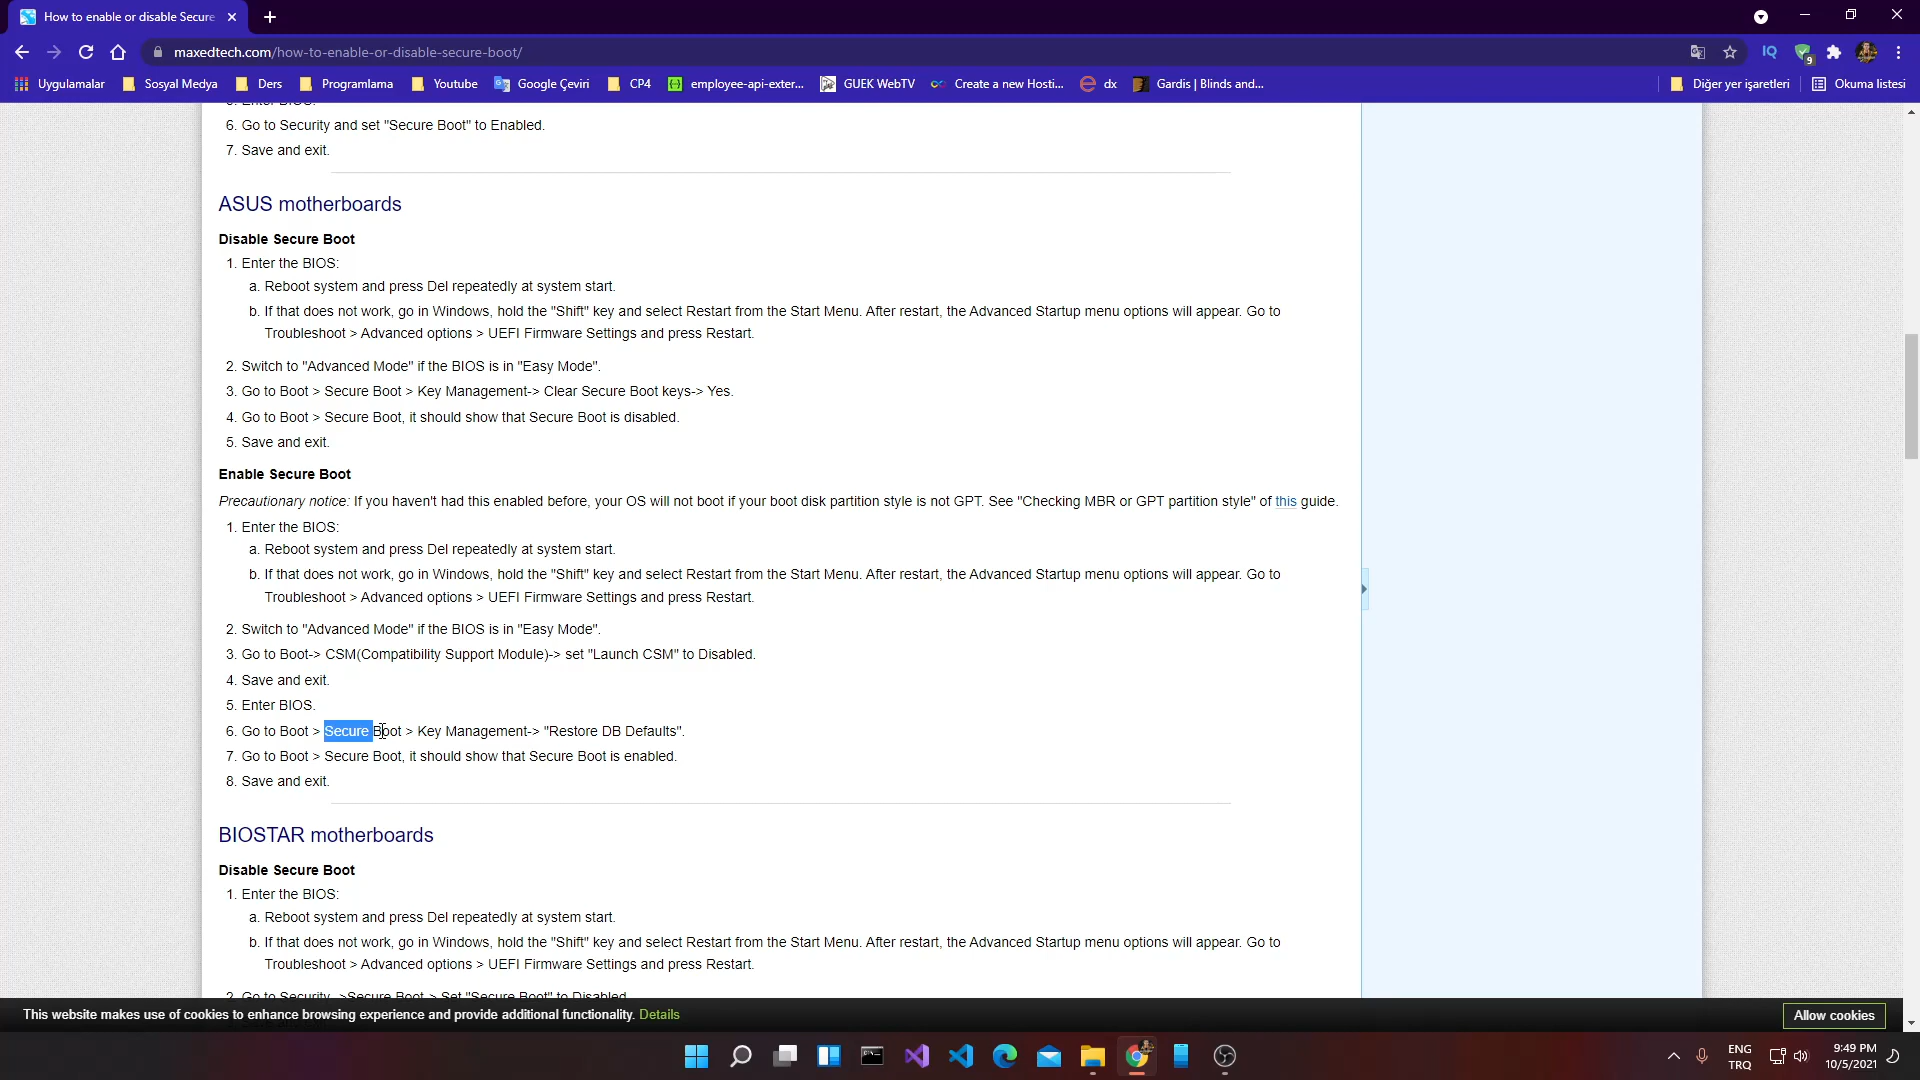 How to enable or disable Secure
maxedtech.com/how-to-enable-or-disable-secure-boot/
IQ
9
Uygulamalar
Sosyal Medya
Ders
Programlama
Youtube
Google Çeviri
CP4
employee-api-exter...
GUEK WebTV
Create a new Hosti...
dx
Gardis | Blinds and...
Diğer yer işaretleri
Okuma listesi
5. Enter BIOS.
6. Go to Security and set "Secure Boot" to Enabled.
7. Save and exit.
ASUS motherboards
Disable Secure Boot
1. Enter the BIOS:
a. Reboot system and press Del repeatedly at system start.
b. If that does not work, go in Windows, hold the "Shift" key and select Restart from the Start Menu. After restart, the Advanced Startup menu options will appear. Go to
Troubleshoot > Advanced options > UEFI Firmware Settings and press Restart.
2. Switch to "Advanced Mode" if the BIOS is in "Easy Mode".
3. Go to Boot > Secure Boot > Key Management-> Clear Secure Boot keys-> Yes.
4. Go to Boot > Secure Boot, it should show that Secure Boot is disabled.
5. Save and exit.
Enable Secure Boot
Precautionary notice: If you haven't had this enabled before, your OS will not boot if your boot disk partition style is not GPT. See "Checking MBR or GPT partition style" of this guide.
1. Enter the BIOS:
a. Reboot system and press Del repeatedly at system start.
b. If that does not work, go in Windows, hold the "Shift" key and select Restart from the Start Menu. After restart, the Advanced Startup menu options will appear. Go to
Troubleshoot > Advanced options > UEFI Firmware Settings and press Restart.
2. Switch to "Advanced Mode" if the BIOS is in "Easy Mode".
3. Go to Boot-> CSM(Compatibility Support Module)-> set "Launch CSM" to Disabled.
4. Save and exit.
5. Enter BIOS.
6. Go to Boot > Secure Boot > Key Management-> "Restore DB Defaults".
7. Go to Boot > Secure Boot, it should show that Secure Boot is enabled.
8. Save and exit.
BIOSTAR motherboards
Disable Secure Boot
1. Enter the BIOS:
a. Reboot system and press Del repeatedly at system start.
b. If that does not work, go in Windows, hold the "Shift" key and select Restart from the Start Menu. After restart, the Advanced Startup menu options will appear. Go to
Troubleshoot > Advanced options > UEFI Firmware Settings and press Restart.
2. Go to Security ->Secure Boot > Set "Secure Boot" to Disabled
This website makes use of cookies to enhance browsing experience and provide additional functionality. Details
Allow cookies
ENG
TRQ
9:49 PM
10/5/2021